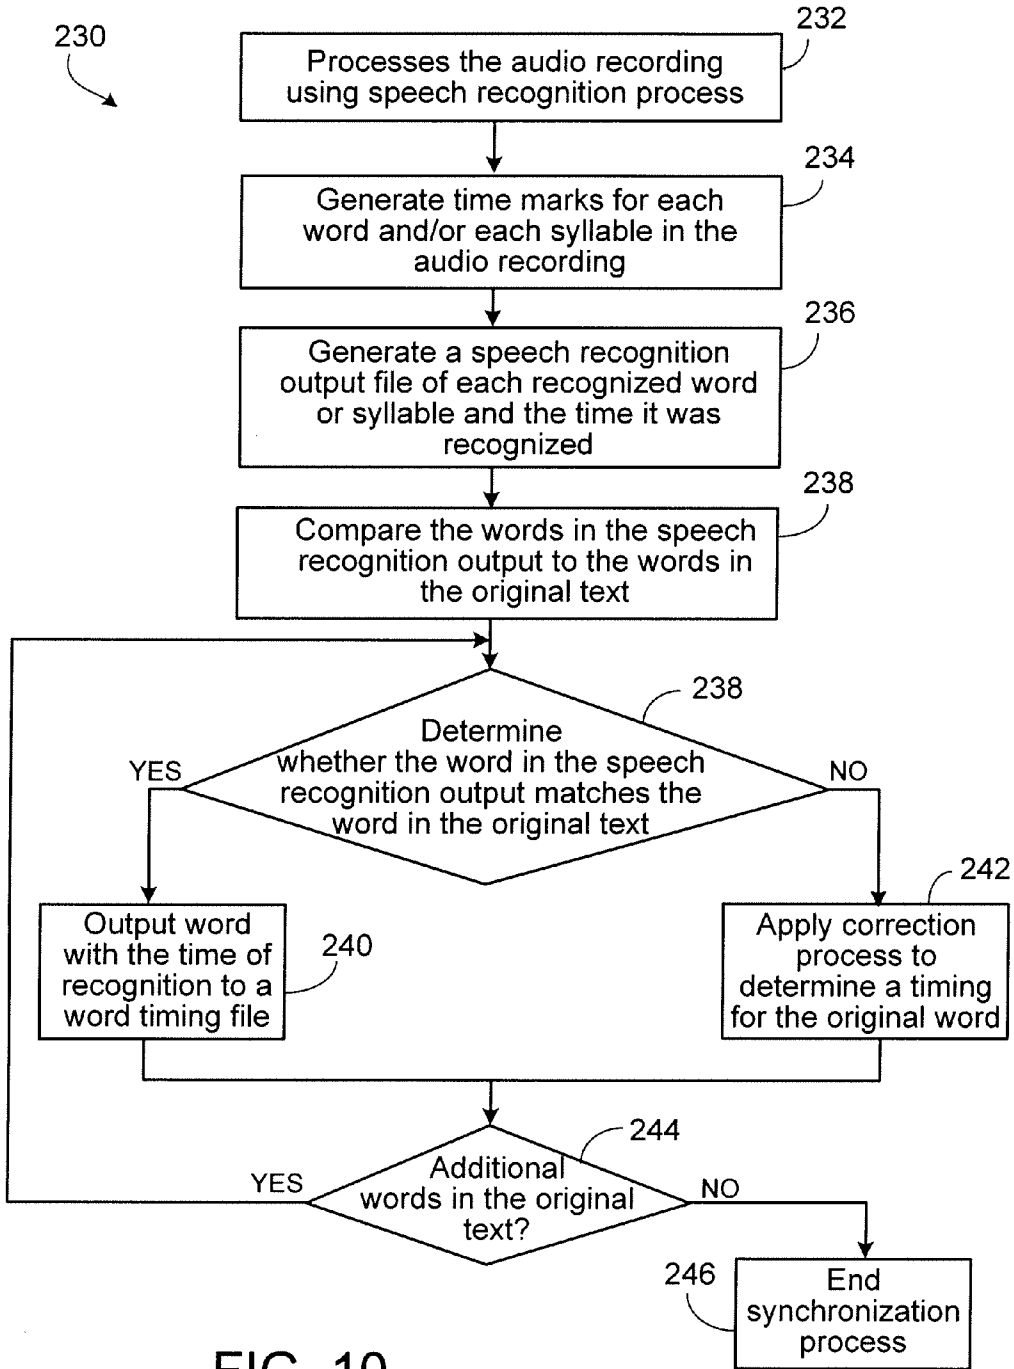 230
232
Processes the audio recording
using speech recognition process
234
Generate time marks for each
word and/or each syllable in the
audio recording
236
Generate a speech recognition
output file of each recognized word
or syllable and the time it was
recognized
238
Compare the words in the speech
recognition output to the words in
the original text
238
Determine
whether the word in the speech
recognition output matches the
word in the original text
YES
NO
240
Output word
with the time of
recognition to a
word timing file
242
Apply correction
process to
determine a timing
for the original word
244
Additional
words in the original
text?
YES
NO
246
End
synchronization
process
FIG. 10